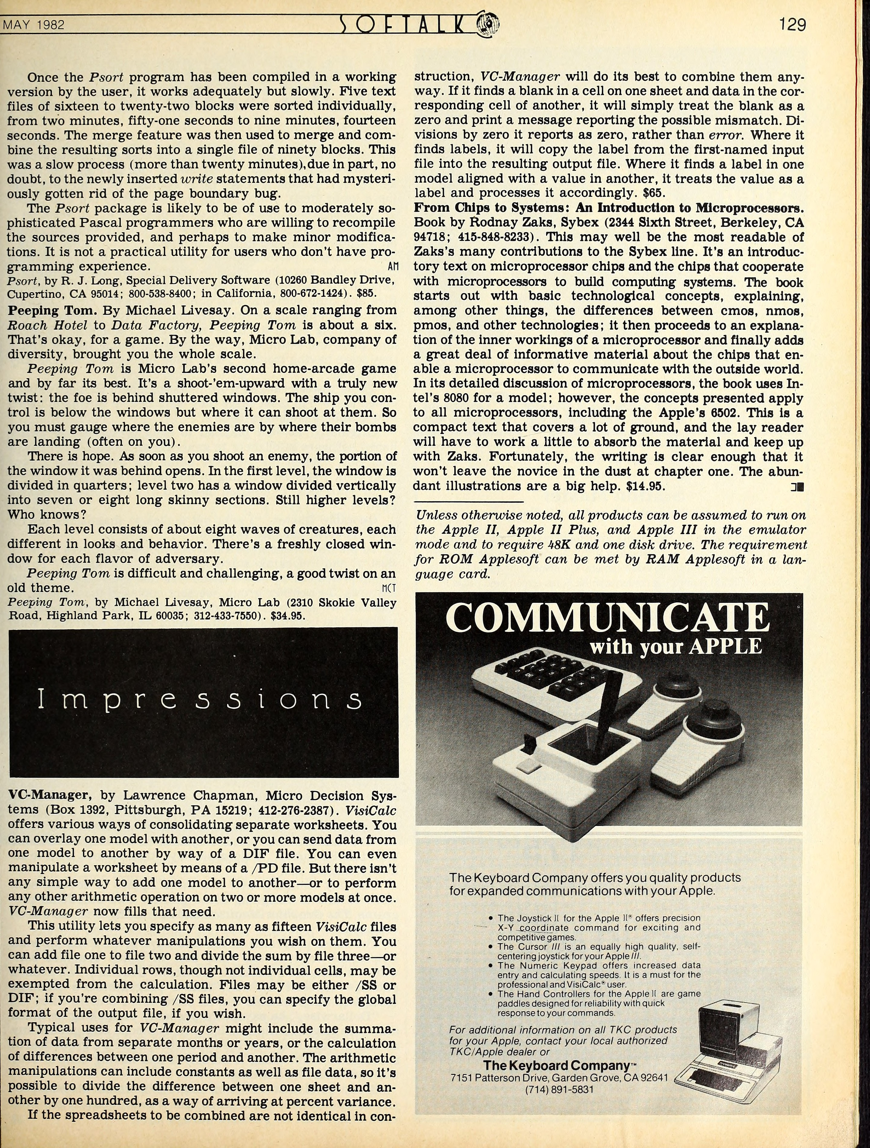 MAY 1982
SOFTALK
129
Once the Psort program has been compiled in a working
version by the user, it works adequately but slowly. Five text
files of sixteen to twenty-two blocks were sorted individually,
from two minutes, fifty-one seconds to nine minutes, fourteen
seconds. The merge feature was then used to merge and com-
bine the resulting sorts into a single file of ninety blocks. This
was a slow process (more than twenty minutes), due in part, no
doubt, to the newly inserted write statements that had mysteri-
ously gotten rid of the page boundary bug.
The Psort package is likely to be of use to moderately so-
phisticated Pascal programmers who are willing to recompile
the sources provided, and perhaps to make minor modifica-
tions. It is not a practical utility for users who don't have pro-
gramming experience. AM
Psort, by R. J. Long, Special Delivery Software (10260 Bandley Drive,
Cupertino, CA 95014; 800-538-8400; in California, 800-672-1424). $85.
Peeping Tom. By Michael Livesay. On a scale ranging from
Roach Hotel to Data Factory, Peeping Tom is about a six.
That's okay, for a game. By the way, Micro Lab, company of
diversity, brought you the whole scale.
Peeping Tom is Micro Lab's second home-arcade game
and by far its best. It's a shoot-'em-upward with a truly new
twist: the foe is behind shuttered windows. The ship you con-
trol is below the windows but where it can shoot at them. So
you must gauge where the enemies are by where their bombs
are landing (often on you).
There is hope. As soon as you shoot an enemy, the portion of
the window it was behind opens. In the first level, the window is
divided in quarters; level two has a window divided vertically
into seven or eight long skinny sections. Still higher levels?
Who knows?
Each level consists of about eight waves of creatures, each
different in looks and behavior. There's a freshly closed win-
dow for each flavor of adversary.
Peeping Tom is difficult and challenging, a good twist on an
old theme. MCT
Peeping Tom, by Michael Livesay, Micro Lab (2310 Skokie Valley
Road, Highland Park, IL 60035; 312-433-7550). $34.95.
Impressions
VC-Manager, by Lawrence Chapman, Micro Decision Sys-
tems (Box 1392, Pittsburgh, PA 15219; 412-276-2387). VisiCalc
offers various ways of consolidating separate worksheets. You
can overlay one model with another, or you can send data from
one model to another by way of a DIF file. You can even
manipulate a worksheet by means of a /PD file. But there isn't
any simple way to add one model to another—or to perform
any other arithmetic operation on two or more models at once.
VC-Manager now fills that need.
This utility lets you specify as many as fifteen VisiCalc files
and perform whatever manipulations you wish on them. You
can add file one to file two and divide the sum by file three—or
whatever. Individual rows, though not individual cells, may be
exempted from the calculation. Files may be either /SS or
DIF; if you're combining /SS files, you can specify the global
format of the output file, if you wish.
Typical uses for VC-Manager might include the summa-
tion of data from separate months or years, or the calculation
of differences between one period and another. The arithmetic
manipulations can include constants as well as file data, so it's
possible to divide the difference between one sheet and an-
other by one hundred, as a way of arriving at percent variance.
If the spreadsheets to be combined are not identical in con-
struction, VC-Manager will do its best to combine them any-
way. If it finds a blank in a cell on one sheet and data in the cor-
responding cell of another, it will simply treat the blank as a
zero and print a message reporting the possible mismatch. Di-
visions by zero it reports as zero, rather than error. Where it
finds labels, it will copy the label from the first-named input
file into the resulting output file. Where it finds a label in one
model aligned with a value in another, it treats the value as a
label and processes it accordingly. $65.
From Chips to Systems: An Introduction to Microprocessors.
Book by Rodnay Zaks, Sybex (2344 Sixth Street, Berkeley, CA
94718; 415-848-8233). This may well be the most readable of
Zaks's many contributions to the Sybex line. It's an introduc-
tory text on microprocessor chips and the chips that cooperate
with microprocessors to build computing systems. The book
starts out with basic technological concepts, explaining,
among other things, the differences between cmos, nmos,
pmos, and other technologies; it then proceeds to an explana-
tion of the inner workings of a microprocessor and finally adds
a great deal of informative material about the chips that en-
able a microprocessor to communicate with the outside world.
In its detailed discussion of microprocessors, the book uses In-
tel's 8080 for a model; however, the concepts presented apply
to all microprocessors, including the Apple's 6502. This is a
compact text that covers a lot of ground, and the lay reader
will have to work a little to absorb the material and keep up
with Zaks. Fortunately, the writing is clear enough that it
won't leave the novice in the dust at chapter one. The abun-
dant illustrations are a big help. $14.95.
Unless otherwise noted, all products can be assumed to run on
the Apple II, Apple II Plus, and Apple III in the emulator
mode and to require 48K and one disk drive. The requirement
for ROM Applesoft can be met by RAM Applesoft in a lan-
guage card.
COMMUNICATE
with your APPLE
The Keyboard Company offers you quality products
for expanded communications with your Apple.
• The Joystick II for the Apple II® offers precision
X-Y coordinate command for exciting and
competitive games.
• The Cursor III is an equally high quality, self-
centering joystick for your Apple III.
• The Numeric Keypad offers increased data
entry and calculating speeds. It is a must for the
professional and VisiCalc® user.
• The Hand Controllers for the Apple II are game
paddles designed for reliability with quick
response to your commands.
For additional information on all TKC products
for your Apple, contact your local authorized
TKC/Apple dealer or
The Keyboard Company™
7151 Patterson Drive, Garden Grove, CA 92641
(714) 891-5831